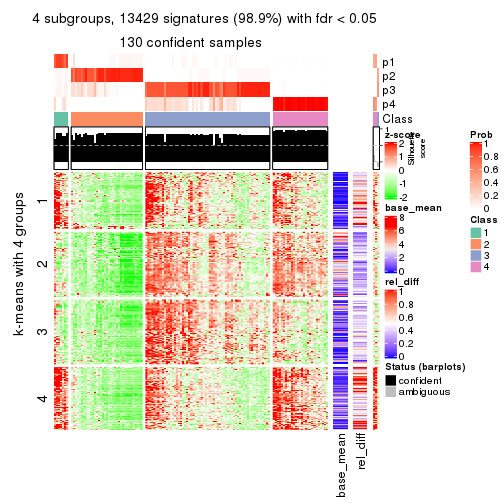 4 subgroups, 13429 signatures (98.9%) with fdr < 0.05
130 confident samples
p1
p2
p3
p4
Class
1
Silhouette
score
k-means with 4 groups
1
2
3
4
base_mean
rel_diff
z-score
2
1
0
-1
-2
base_mean
8
6
4
2
0
rel_diff
1
0.8
0.6
0.4
0.2
0
Status (barplots)
confident
ambiguous
Prob
1
0.8
0.6
0.4
0.2
0
Class
1
2
3
4